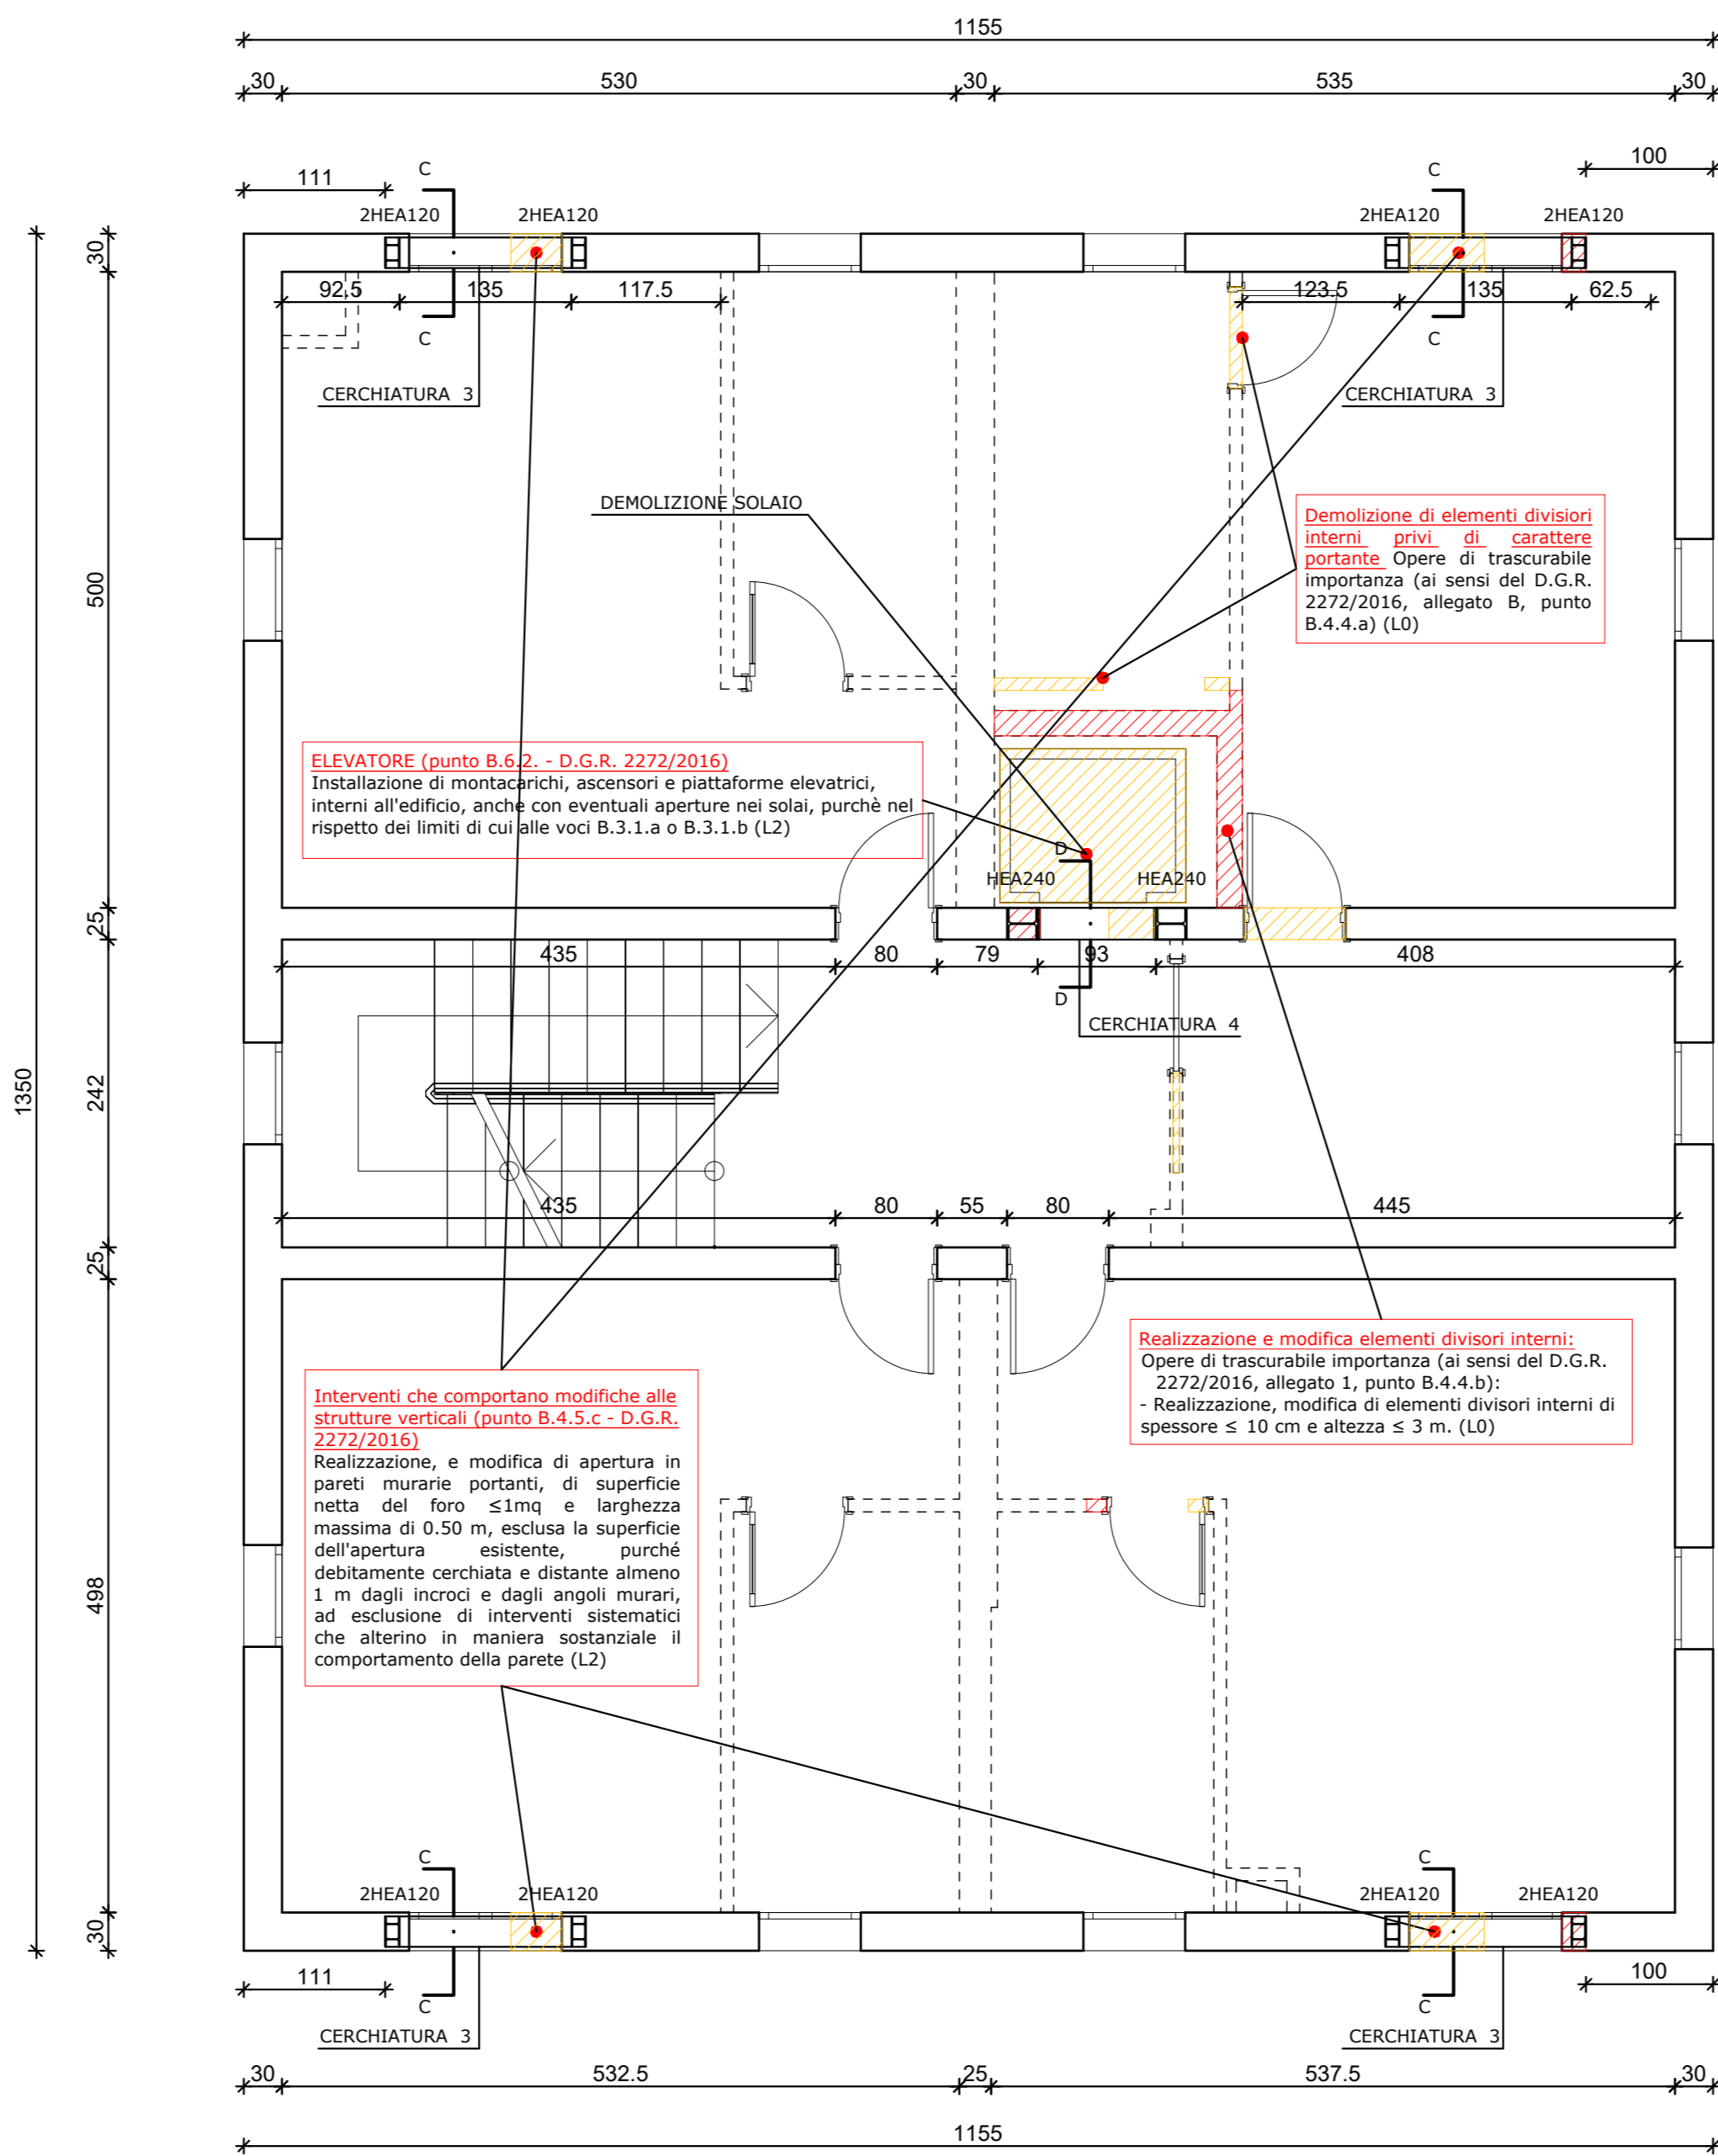 1155
30 530 30 535 30
111 C C 100
2HEA120 2HEA120 2HEA120 2HEA120
30
92.5 135 117.5 123.5 135 62.5
C C
CERCHIATURA 3 CERCHIATURA 3
DEMOLIZIONE SOLAIO
Demolizione di elementi divisiori
interni privi di carattere
portante Opere di trascurabile
importanza (ai sensi del D.G.R.
2272/2016, allegato B, punto
B.4.4.a) (L0)
500
ELEVATORE (punto B.6.2. - D.G.R. 2272/2016)
Installazione di montacarichi, ascensori e piattaforme elevatrici,
interni all'edificio, anche con eventuali aperture nei solai, purchè nel
rispetto dei limiti di cui alle voci B.3.1.a o B.3.1.b (L2)
D
HEA240 HEA240
25
435 80 79 93 408
D
CERCHIATURA 4
1350
242
435 80 55 80 445
25
Realizzazione e modifica elementi divisori interni:
Opere di trascurabile importanza (ai sensi del D.G.R.
2272/2016, allegato 1, punto B.4.4.b):
- Realizzazione, modifica di elementi divisori interni di
spessore ≤ 10 cm e altezza ≤ 3 m. (L0)
Interventi che comportano modifiche alle
strutture verticali (punto B.4.5.c - D.G.R.
2272/2016)
Realizzazione, e modifica di apertura in
pareti murarie portanti, di superficie
netta del foro ≤1mq e larghezza
massima di 0.50 m, esclusa la superficie
dell'apertura esistente, purché
debitamente cerchiata e distante almeno
1 m dagli incroci e dagli angoli murari,
ad esclusione di interventi sistematici
che alterino in maniera sostanziale il
comportamento della parete (L2)
498
C C
2HEA120 2HEA120 2HEA120 2HEA120
30
111 C C 100
CERCHIATURA 3 CERCHIATURA 3
30 532.5 25 537.5 30
1155